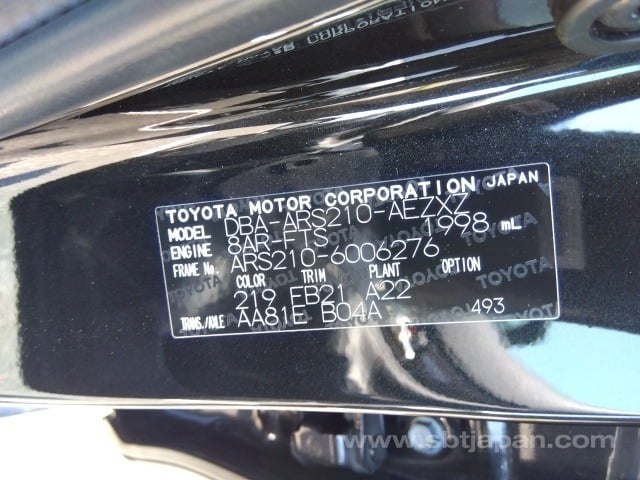 TOYOTA MOTOR CORPORATION JAPAN
MODEL DBA-ARS210-AEZXZ
ENGINE 8AR-FTS 1998 mL
FRAME No. ARS210-6006276
COLOR TRIM PLANT OPTION
219 EB21 A22
TRANS./AXLE AA81E B04A 493
www.sbtjapan.com